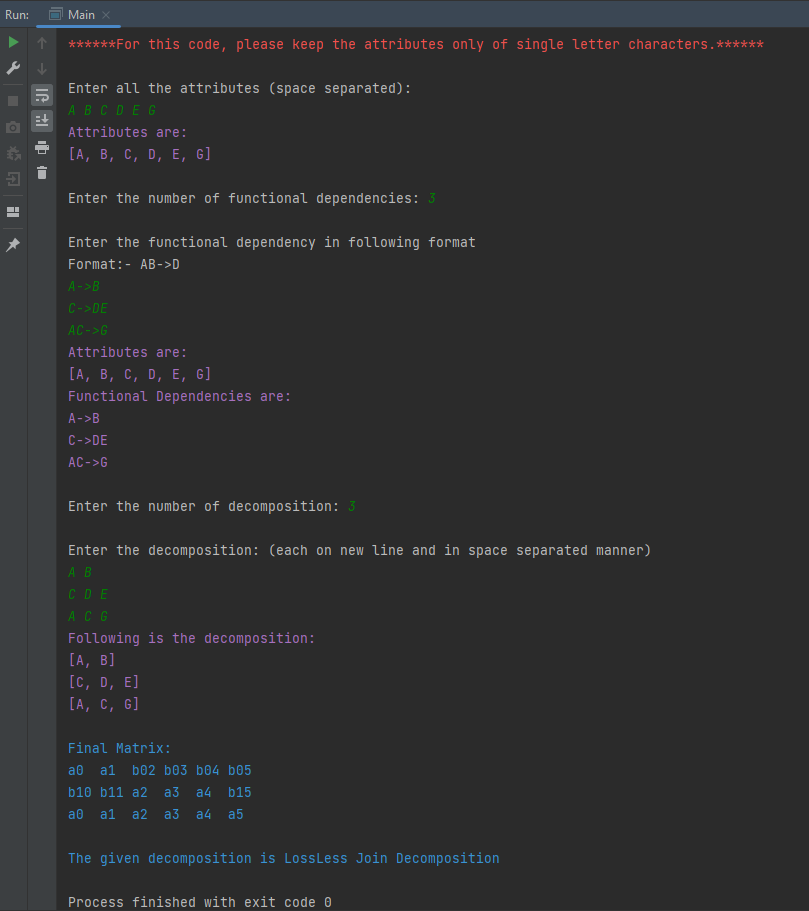 Run: Main
******For this code, please keep the attributes only of single letter characters.******
Enter all the attributes (space separated):
A B C D E G
Attributes are:
[A, B, C, D, E, G]
Enter the number of functional dependencies: 3
Enter the functional dependency in following format
Format:- AB->D
A->B
C->DE
AC->G
Attributes are:
[A, B, C, D, E, G]
Functional Dependencies are:
A->B
C->DE
AC->G
Enter the number of decomposition: 3
Enter the decomposition: (each on new line and in space separated manner)
A B
C D E
A C G
Following is the decomposition:
[A, B]
[C, D, E]
[A, C, G]
Final Matrix:
a0  a1  b02 b03 b04 b05
b10 b11 a2  a3  a4  b15
a0  a1  a2  a3  a4  a5
The given decomposition is LossLess Join Decomposition
Process finished with exit code 0